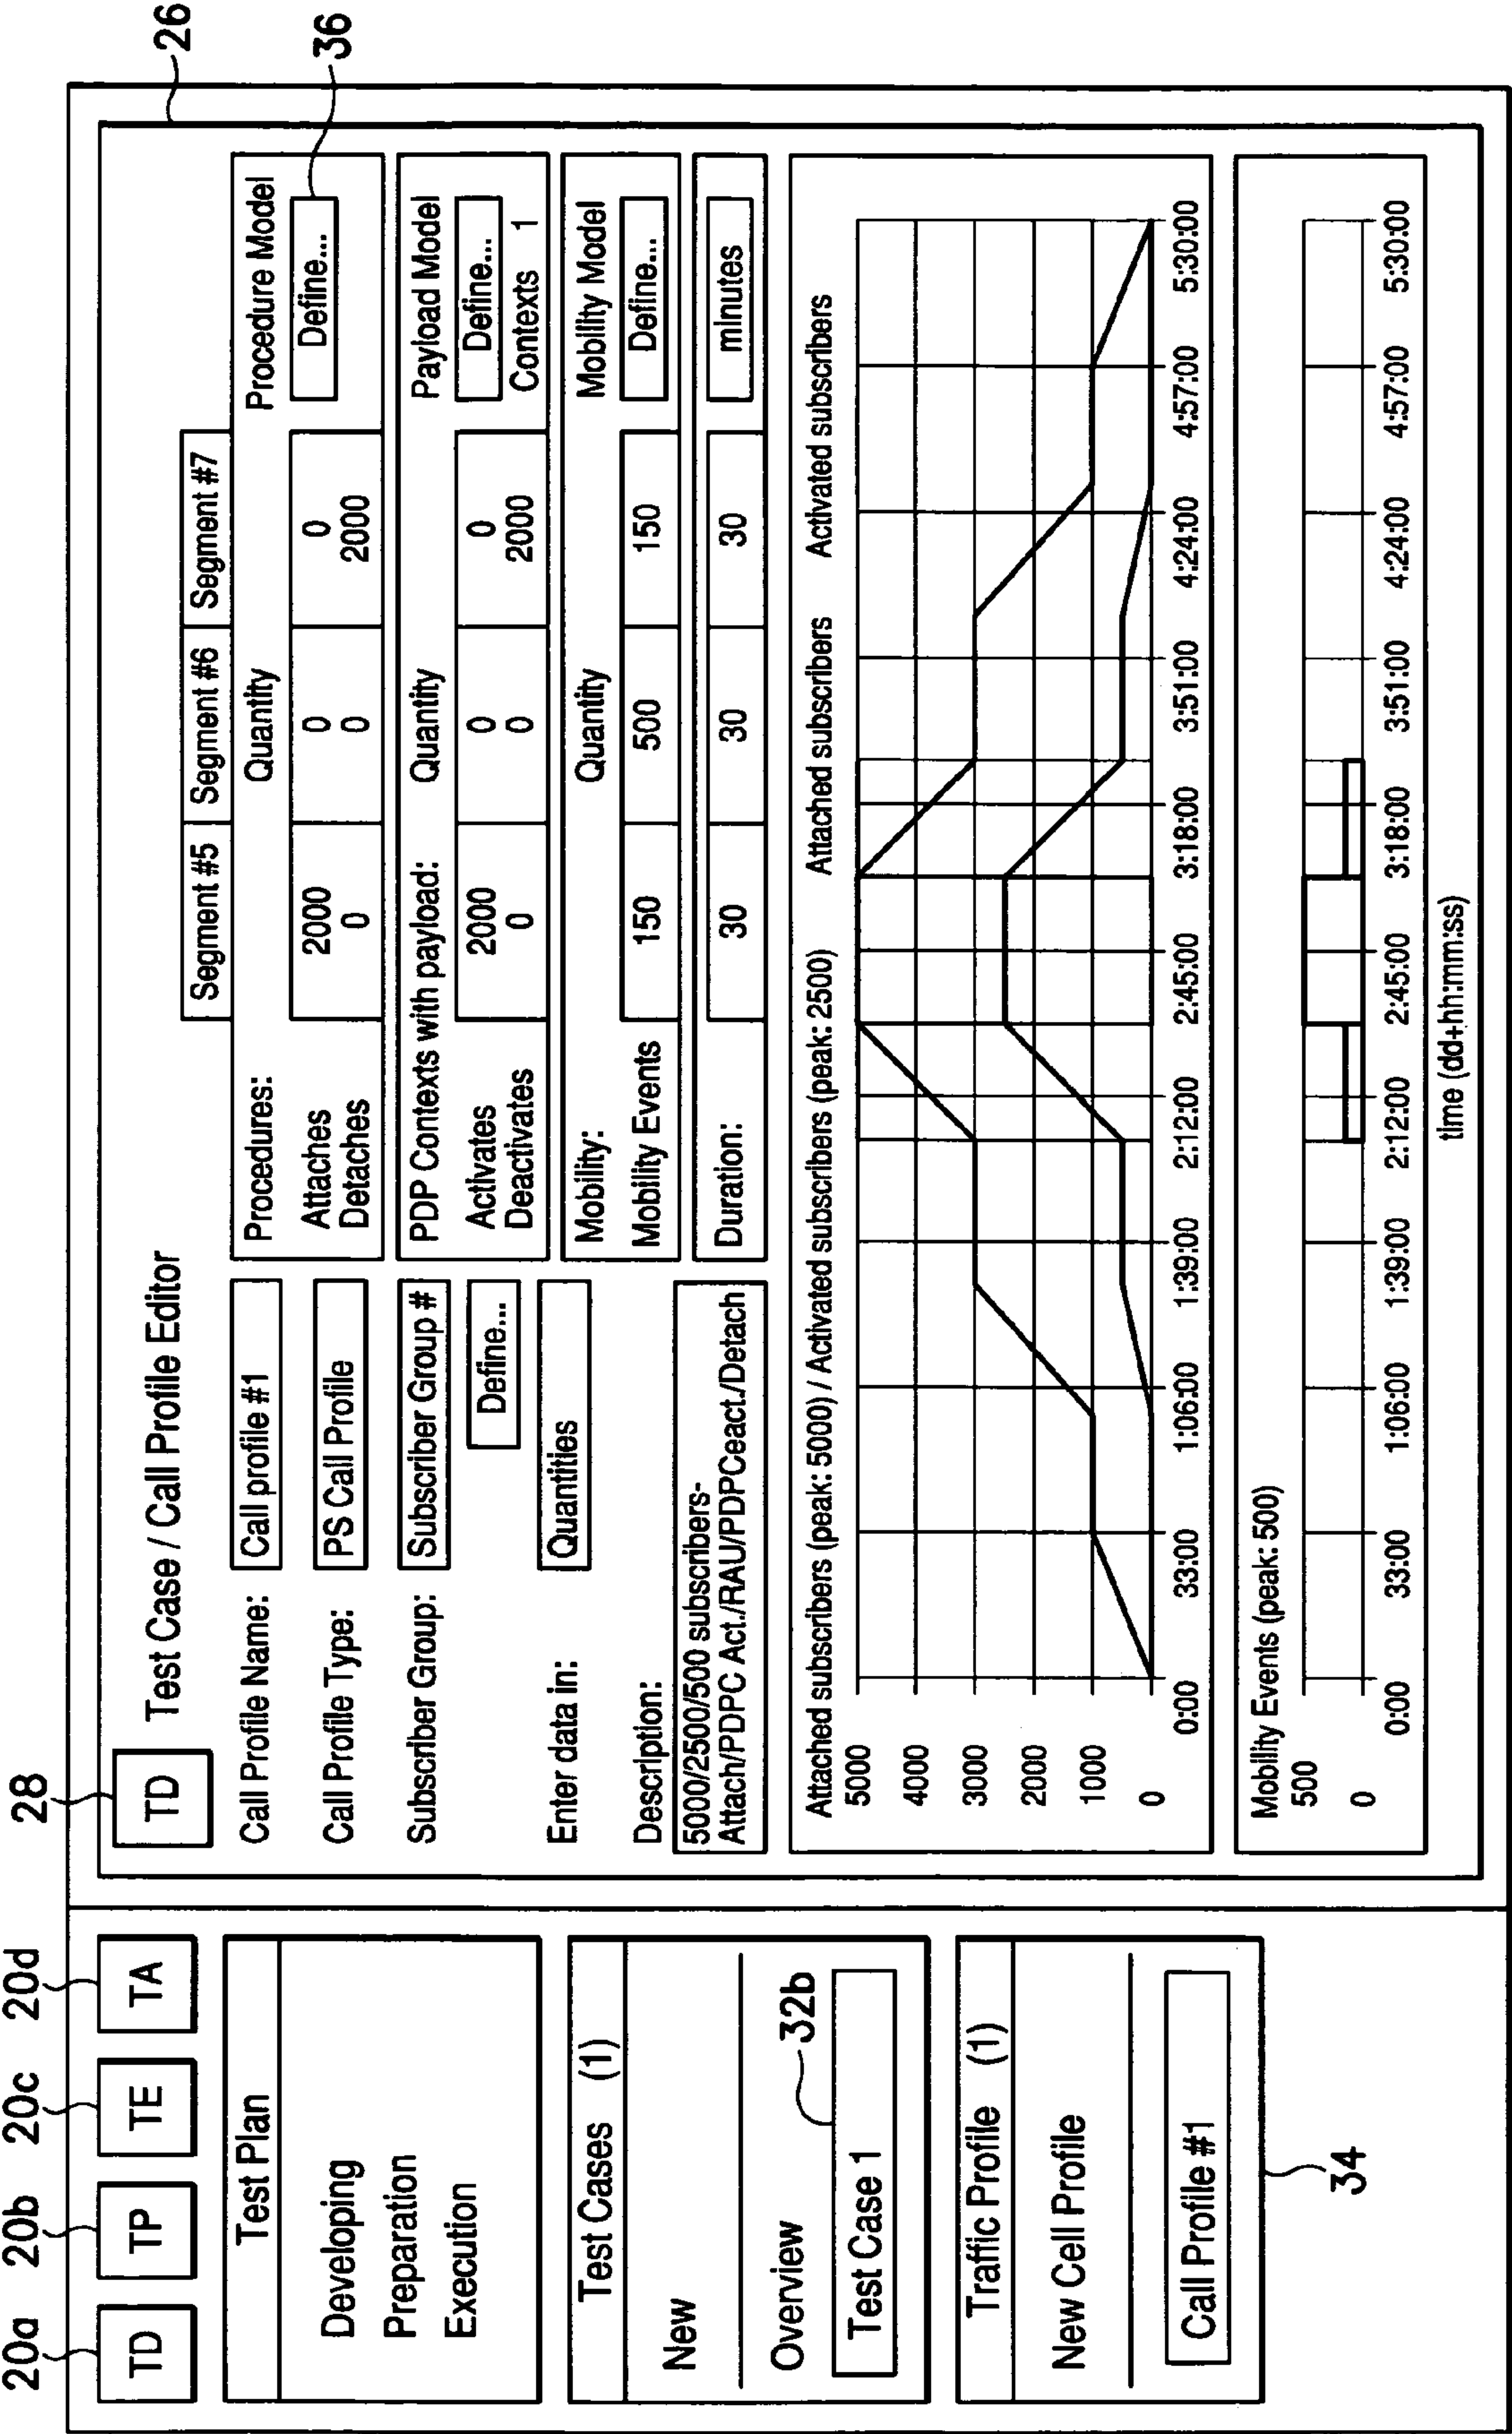 20a 20b 20c 20d
TD TP TE TA
Test Plan
Developing
Preparation
Execution
Test Cases (1)
New
Overview
32b
Test Case 1
Traffic Profile (1)
New Cell Profile
Call Profile #1
34
28
26
36
TD Test Case / Call Profile Editor
Call Profile Name: Call profile #1
Call Profile Type: PS Call Profile
Subscriber Group: Subscriber Group #
Define...
Enter data in: Quantities
Description:
5000/2500/500 subscribers-
Attach/PDPC Act./RAU/PDPCeact./Detach
Segment #5 Segment #6 Segment #7
Procedures: Quantity Procedure Model
Attaches 2000 0 0 Define...
Detaches 0 0 2000
PDP Contexts with payload: Quantity Payload Model
Activates 2000 0 0 Define...
Deactivates 0 0 2000 Contexts 1
Mobility: Quantity Mobility Model
Mobility Events 150 500 150 Define...
Duration: 30 30 30 minutes
Attached subscribers (peak: 5000) / Activated subscribers (peak: 2500) Attached subscribers Activated subscribers
5000
4000
3000
2000
1000
0
0:00 33:00 1:06:00 1:39:00 2:12:00 2:45:00 3:18:00 3:51:00 4:24:00 4:57:00 5:30:00
Mobility Events (peak: 500)
500
0
0:00 33:00 1:06:00 1:39:00 2:12:00 2:45:00 3:18:00 3:51:00 4:24:00 4:57:00 5:30:00
time (dd+hh:mm:ss)